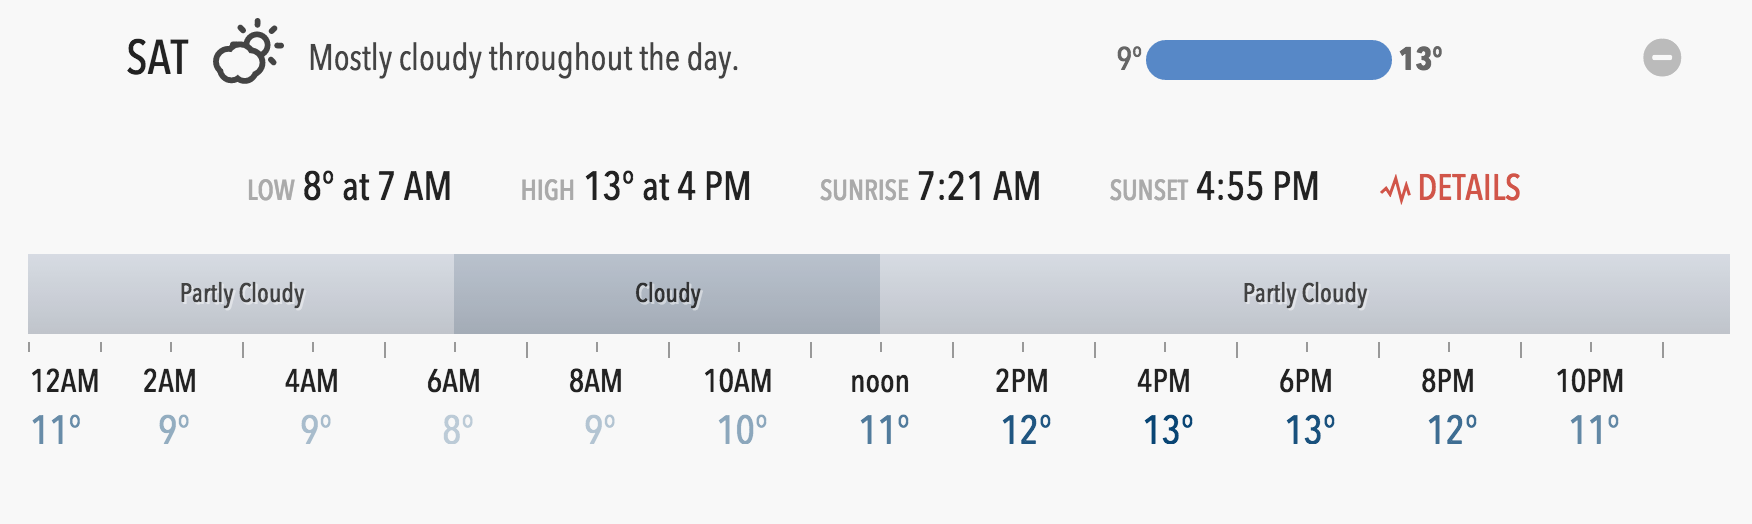 SAT Mostly cloudy throughout the day. 9° 13°
LOW 8° at 7 AM HIGH 13° at 4 PM SUNRISE 7:21 AM SUNSET 4:55 PM DETAILS
Partly Cloudy Cloudy Partly Cloudy
12AM 2AM 4AM 6AM 8AM 10AM noon 2PM 4PM 6PM 8PM 10PM
11° 9° 9° 8° 9° 10° 11° 12° 13° 13° 12° 11°